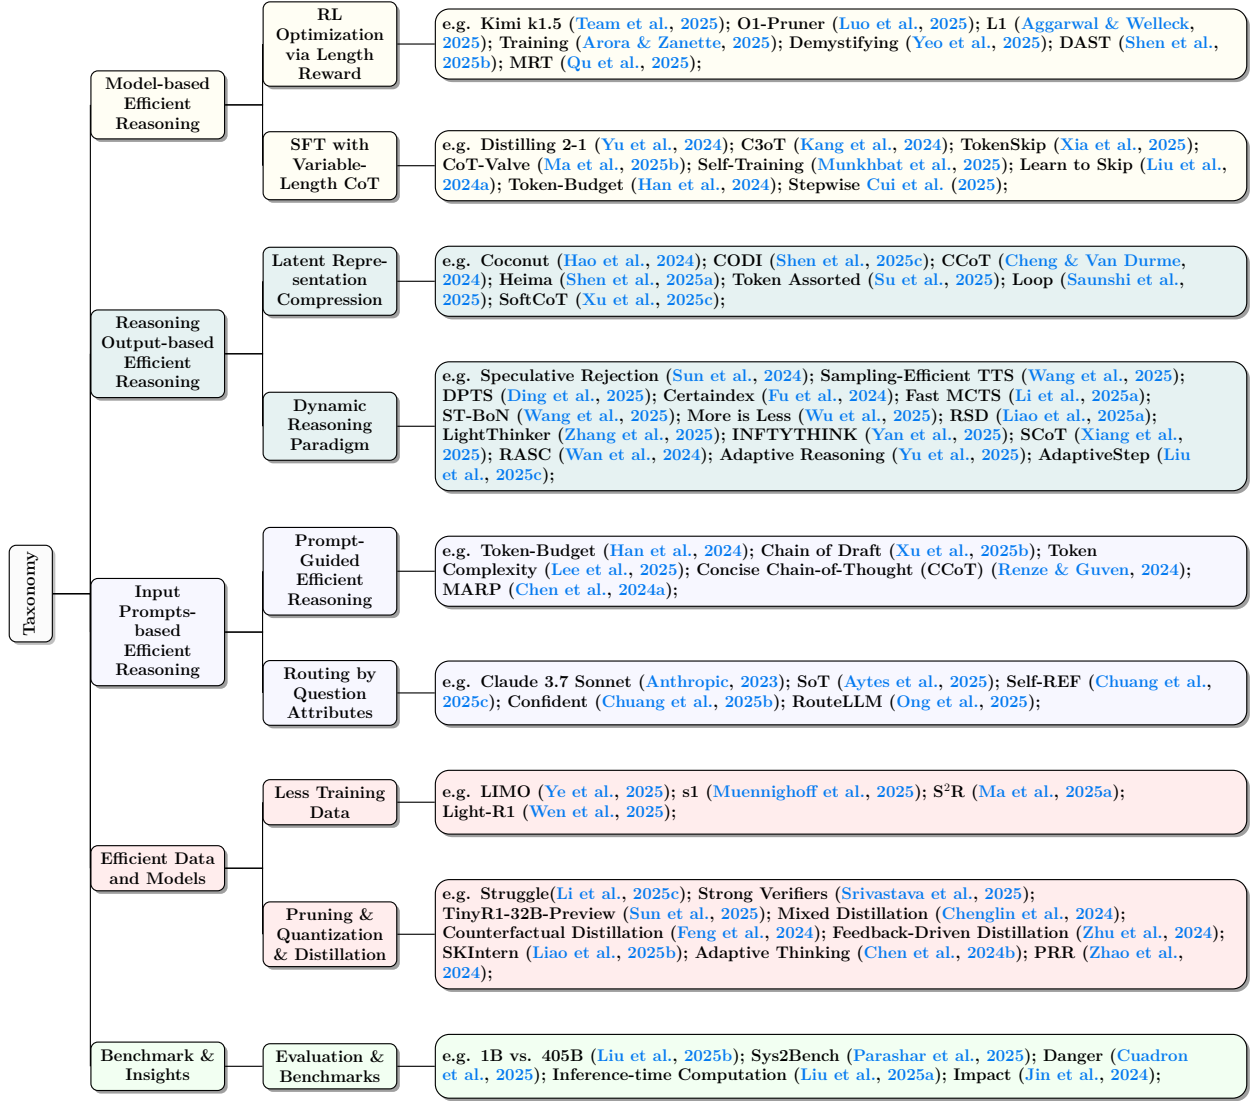 Taxonomy
Model-based
Efficient
Reasoning
RL
Optimization
via Length
Reward
e.g. Kimi k1.5 (Team et al., 2025); O1-Pruner (Luo et al., 2025); L1 (Aggarwal & Welleck,
2025); Training (Arora & Zanette, 2025); Demystifying (Yeo et al., 2025); DAST (Shen et al.,
2025b); MRT (Qu et al., 2025);
SFT with
Variable-
Length CoT
e.g. Distilling 2-1 (Yu et al., 2024); C3oT (Kang et al., 2024); TokenSkip (Xia et al., 2025);
CoT-Valve (Ma et al., 2025b); Self-Training (Munkhbat et al., 2025); Learn to Skip (Liu et al.,
2024a); Token-Budget (Han et al., 2024); Stepwise Cui et al. (2025);
Reasoning
Output-based
Efficient
Reasoning
Latent Repre-
sentation
Compression
e.g. Coconut (Hao et al., 2024); CODI (Shen et al., 2025c); CCoT (Cheng & Van Durme,
2024); Heima (Shen et al., 2025a); Token Assorted (Su et al., 2025); Loop (Saunshi et al.,
2025); SoftCoT (Xu et al., 2025c);
Dynamic
Reasoning
Paradigm
e.g. Speculative Rejection (Sun et al., 2024); Sampling-Efficient TTS (Wang et al., 2025);
DPTS (Ding et al., 2025); Certaindex (Fu et al., 2024); Fast MCTS (Li et al., 2025a);
ST-BoN (Wang et al., 2025); More is Less (Wu et al., 2025); RSD (Liao et al., 2025a);
LightThinker (Zhang et al., 2025); INFTYTHINK (Yan et al., 2025); SCoT (Xiang et al.,
2025); RASC (Wan et al., 2024); Adaptive Reasoning (Yu et al., 2025); AdaptiveStep (Liu
et al., 2025c);
Input
Prompts-
based
Efficient
Reasoning
Prompt-
Guided
Efficient
Reasoning
e.g. Token-Budget (Han et al., 2024); Chain of Draft (Xu et al., 2025b); Token
Complexity (Lee et al., 2025); Concise Chain-of-Thought (CCoT) (Renze & Guven, 2024);
MARP (Chen et al., 2024a);
Routing by
Question
Attributes
e.g. Claude 3.7 Sonnet (Anthropic, 2023); SoT (Aytes et al., 2025); Self-REF (Chuang et al.,
2025c); Confident (Chuang et al., 2025b); RouteLLM (Ong et al., 2025);
Efficient Data
and Models
Less Training
Data
e.g. LIMO (Ye et al., 2025); s1 (Muennighoff et al., 2025); S²R (Ma et al., 2025a);
Light-R1 (Wen et al., 2025);
Pruning &
Quantization
& Distillation
e.g. Struggle(Li et al., 2025c); Strong Verifiers (Srivastava et al., 2025);
TinyR1-32B-Preview (Sun et al., 2025); Mixed Distillation (Chenglin et al., 2024);
Counterfactual Distillation (Feng et al., 2024); Feedback-Driven Distillation (Zhu et al., 2024);
SKIntern (Liao et al., 2025b); Adaptive Thinking (Chen et al., 2024b); PRR (Zhao et al.,
2024);
Benchmark &
Insights
Evaluation &
Benchmarks
e.g. 1B vs. 405B (Liu et al., 2025b); Sys2Bench (Parashar et al., 2025); Danger (Cuadron
et al., 2025); Inference-time Computation (Liu et al., 2025a); Impact (Jin et al., 2024);